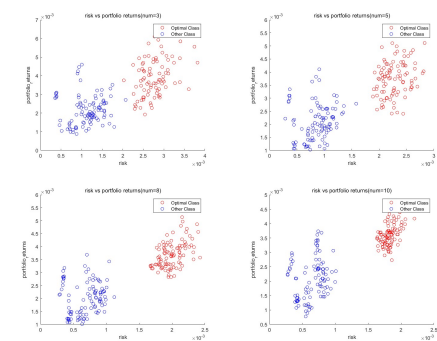 risk vs portfolio returns(num=3)
×10⁻³
7
6
5
4
3
2
1
0
portfolio_eturns
Optimal Class
Other Class
0 0.5 1 1.5 2 2.5 3 3.5 4
risk
×10⁻³
risk vs portfolio returns(num=5)
×10⁻³
6
5.5
5
4.5
4
3.5
3
2.5
2
1.5
1
portfolio_eturns
Optimal Class
Other Class
0 0.5 1 1.5 2 2.5 3
risk
×10⁻³
risk vs portfolio returns(num=8)
×10⁻³
6
5.5
5
4.5
4
3.5
3
2.5
2
1.5
1
portfolio_eturns
Optimal Class
Other Class
0 0.5 1 1.5 2 2.5
risk
×10⁻³
risk vs portfolio returns(num=10)
×10⁻³
4.5
4
3.5
3
2.5
2
1.5
1
0.5
portfolio_eturns
Optimal Class
Other Class
0 0.5 1 1.5 2 2.5
risk
×10⁻³